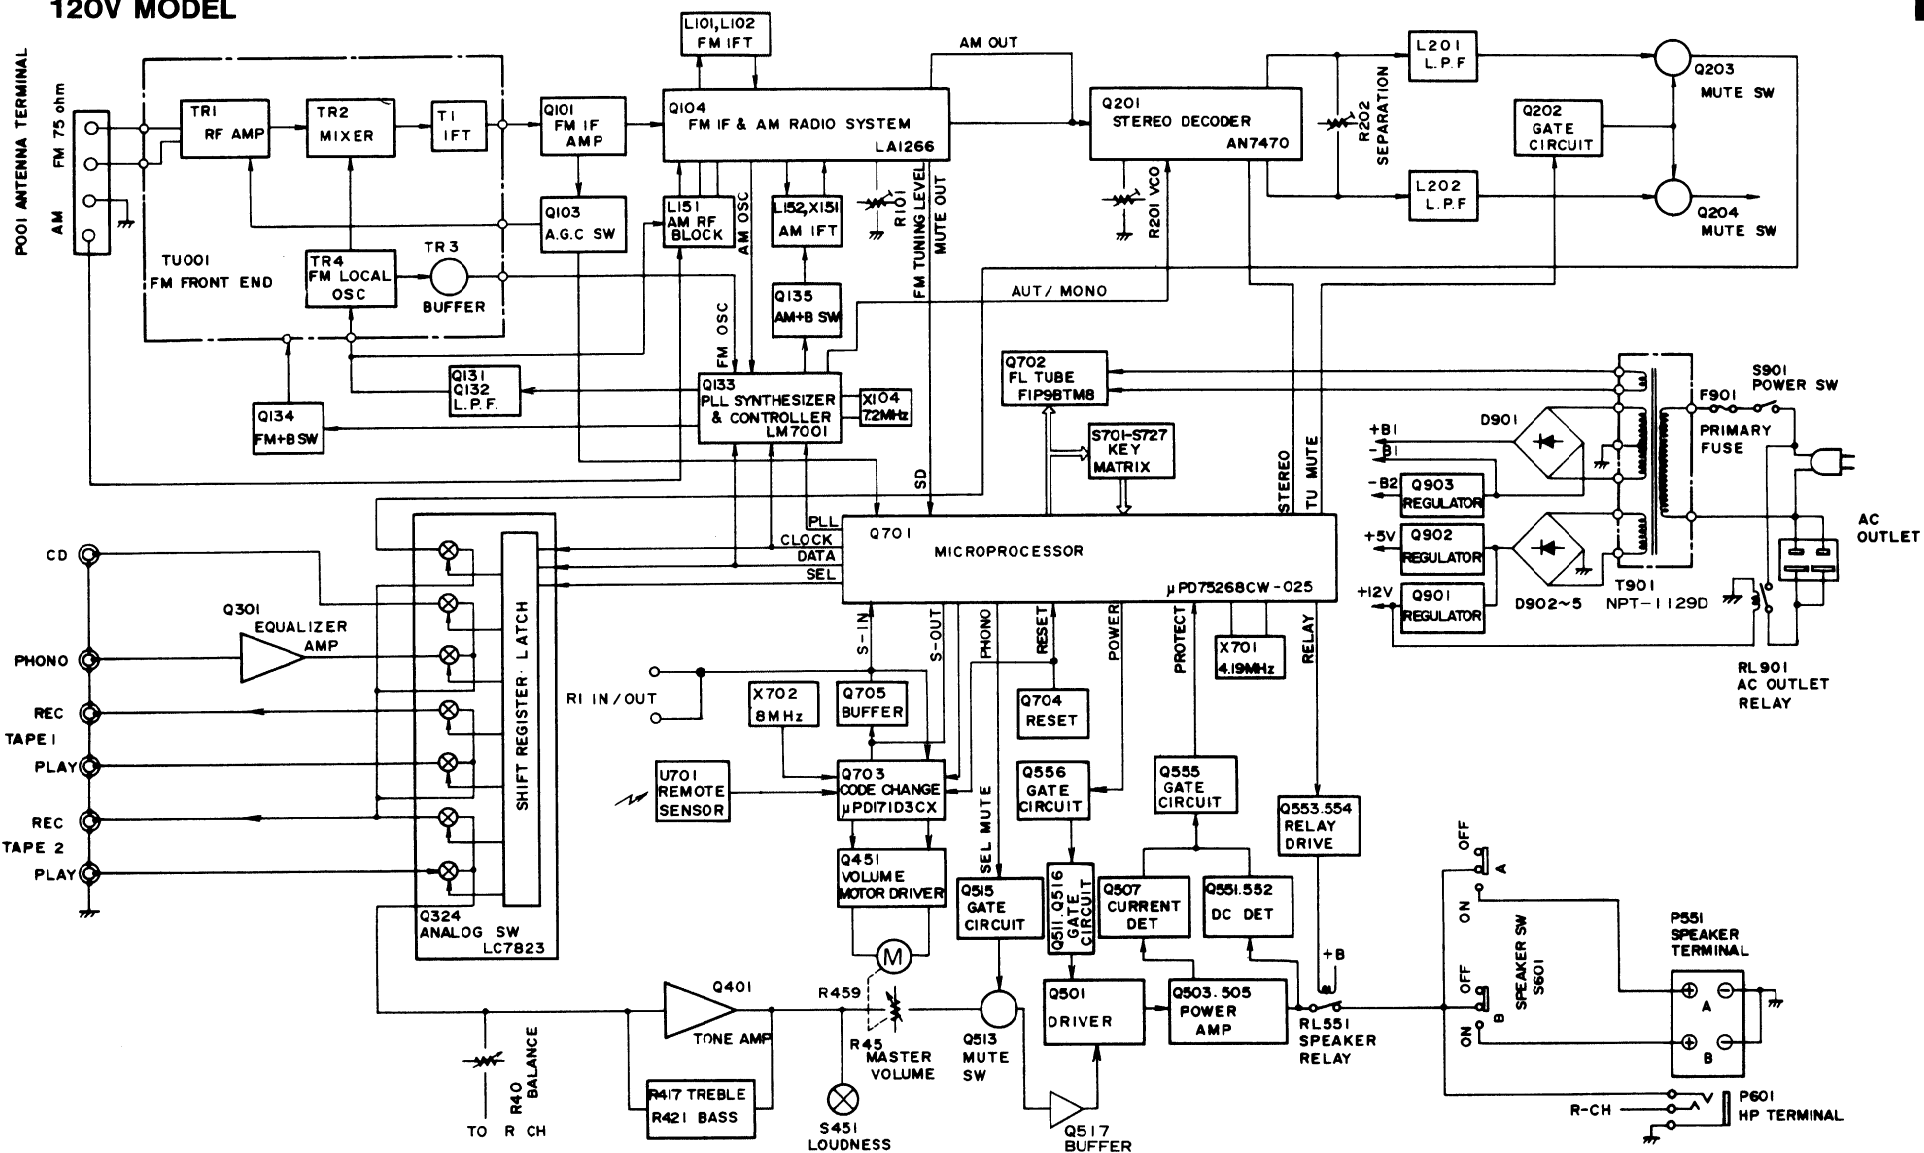 120V MODEL
P001 ANTENNA TERMINAL
FM 75 ohm
AM
TR1
RF AMP
TR2
MIXER
T1
IFT
TU001
FM FRONT END
TR4
FM LOCAL
OSC
TR3
BUFFER
Q101
FM IF
AMP
Q103
A.G.C SW
L101, L102
FM IFT
Q104
FM IF & AM RADIO SYSTEM
LA1266
AM OUT
L151
AM RF
BLOCK
AM OSC
L152, X151
AM IFT
R101
FM TUNING LEVEL
MUTE OUT
Q135
AM+B SW
FM OSC
Q201
STEREO DECODER
AN7470
R201 VCO
R202
SEPARATION
L201
L.P.F
L202
L.P.F
Q202
GATE
CIRCUIT
Q203
MUTE SW
Q204
MUTE SW
AUT / MONO
Q131
Q132
L.P.F.
Q134
FM+B SW
Q133
PLL SYNTHESIZER
& CONTROLLER
LM7001
X104
7.2MHz
Q702
FL TUBE
FIP9BTM8
S701-S727
KEY
MATRIX
SD
STEREO
TU MUTE
D901
+B1
-B1
-B2
Q903
REGULATOR
+5V
Q902
REGULATOR
+12V
Q901
REGULATOR
D902~5
T901
NPT-1129D
F901
PRIMARY
FUSE
S901
POWER SW
AC
OUTLET
RL901
AC OUTLET
RELAY
PLL
CLOCK
DATA
SEL
Q701
MICROPROCESSOR
μPD75268CW-025
S-IN
S-OUT
PHONO
RESET
POWER
PROTECT
X701
4.19MHz
RELAY
CD
PHONO
REC
TAPE 1
PLAY
REC
TAPE 2
PLAY
Q301
EQUALIZER
AMP
SHIFT REGISTER LATCH
Q324
ANALOG SW
LC7823
RI IN/OUT
X702
8MHz
Q705
BUFFER
Q704
RESET
U701
REMOTE
SENSOR
Q703
CODE CHANGE
μPD171D3CX
Q451
VOLUME
MOTOR DRIVER
M
SEL MUTE
Q556
GATE
CIRCUIT
Q555
GATE
CIRCUIT
Q553.554
RELAY
DRIVE
Q515
GATE
CIRCUIT
Q511.Q516
GATE
CIRCUIT
Q507
CURRENT
DET
Q551.552
DC DET
+B
Q401
TONE AMP
R417 TREBLE
R421 BASS
R40
BALANCE
TO R CH
R459
R45
MASTER
VOLUME
S451
LOUDNESS
Q513
MUTE
SW
Q517
BUFFER
Q501
DRIVER
Q503.505
POWER
AMP
RL551
SPEAKER
RELAY
OFF
A
ON
OFF
B
ON
SPEAKER SW
S601
P551
SPEAKER
TERMINAL
A
B
R-CH
P601
HP TERMINAL